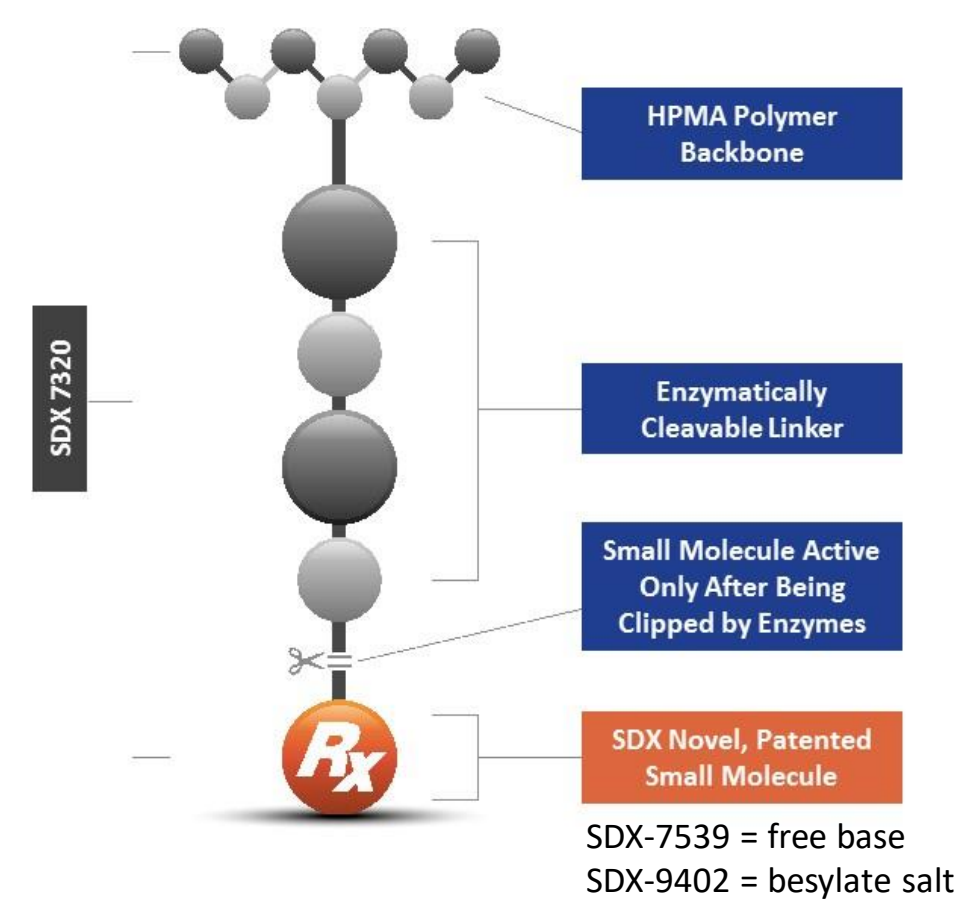 HPMA Polymer
Backbone
SDX 7320
Enzymatically
Cleavable Linker
Small Molecule Active
Only After Being
Clipped by Enzymes
Rx
SDX Novel, Patented
Small Molecule
SDX-7539 = free base
SDX-9402 = besylate salt